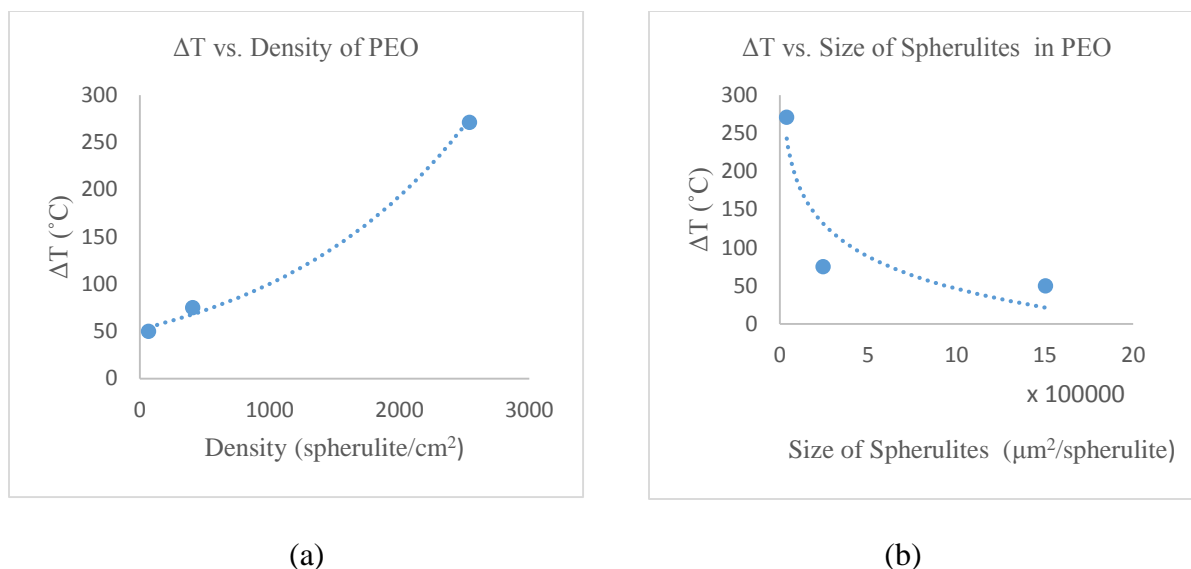 ΔT vs. Density of PEO
300
250
200
150
100
50
0
ΔT (˚C)
0 1000 2000 3000
Density (spherulite/cm²)
(a)
ΔT vs. Size of Spherulites in PEO
300
250
200
150
100
50
0
ΔT (˚C)
0 5 10 15 20
x 100000
Size of Spherulites (µm²/spherulite)
(b)